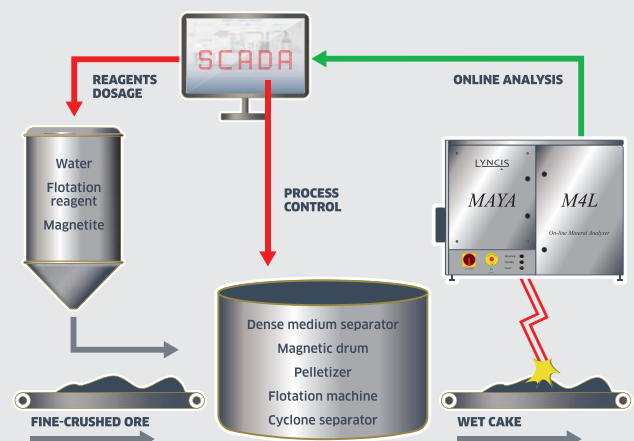 SCADA
REAGENTS
DOSAGE
ONLINE ANALYSIS
Water
Flotation
reagent
Magnetite
PROCESS
CONTROL
LYNCIS
MAYA
M4L
On-line Mineral Analyzer
Dense medium separator
Magnetic drum
Pelletizer
Flotation machine
Cyclone separator
FINE-CRUSHED ORE
WET CAKE